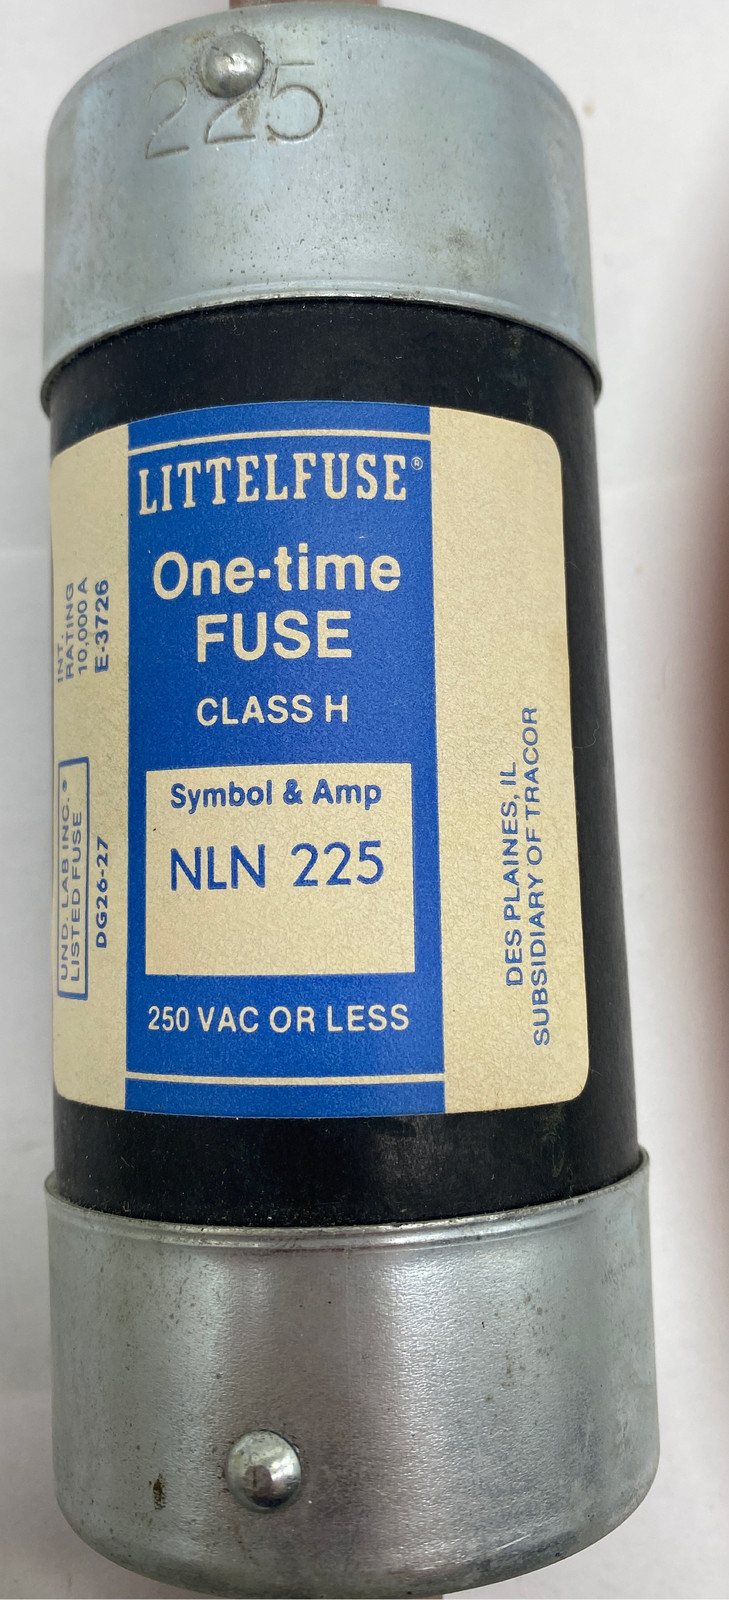 225
LITTELFUSE®
One-time
FUSE
CLASS H
Symbol & Amp
NLN 225
250 VAC OR LESS
INT.
RATING
10,000 A
E-3726
UND. LAB INC.®
LISTED FUSE
DG26-27
DES PLAINES, IL
SUBSIDIARY OF TRACOR